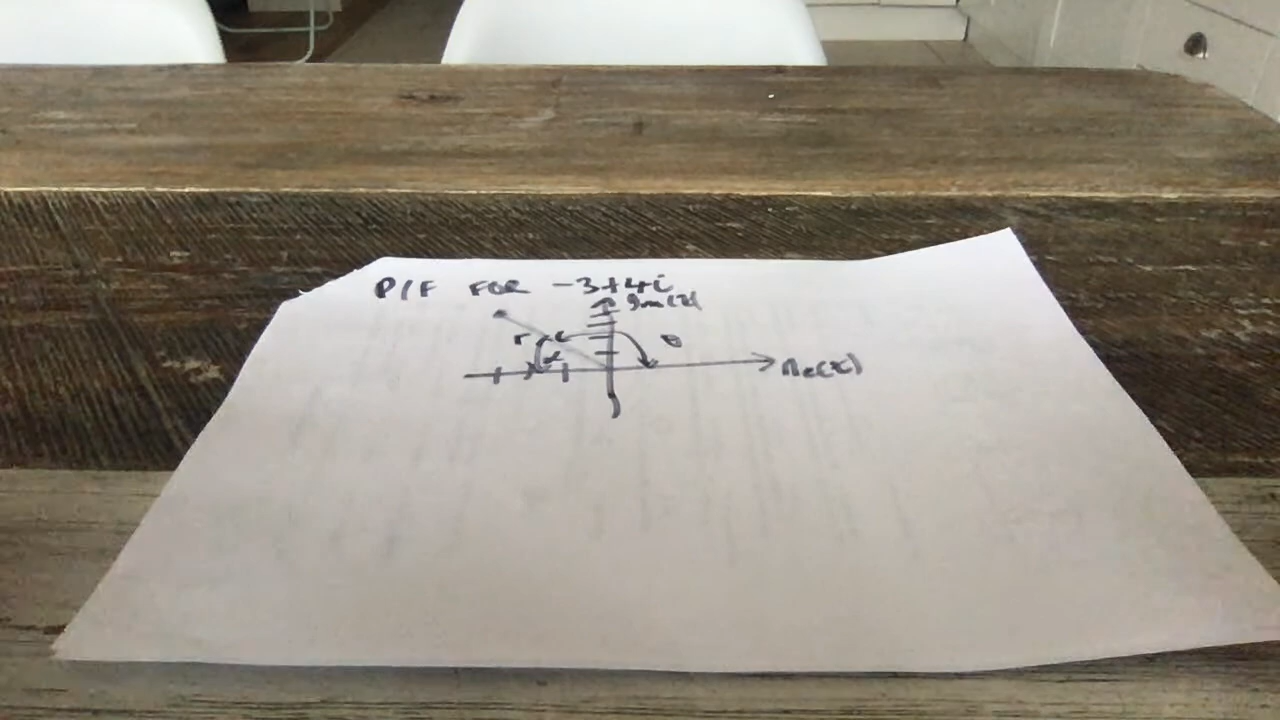 P/F FOR -3+4i
Im(z)
r
α
θ
Re(z)